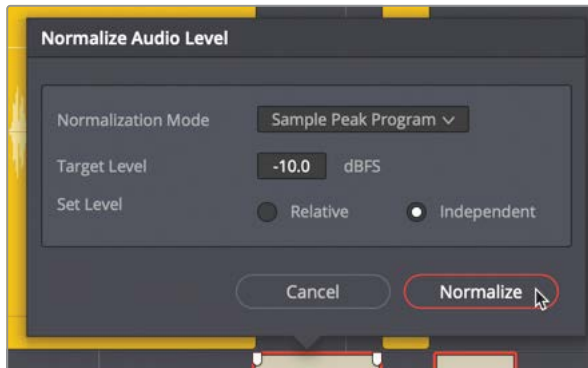 Normalize Audio Level
Normalization Mode Sample Peak Program
Target Level -10.0 dBFS
Set Level Relative Independent
Cancel Normalize